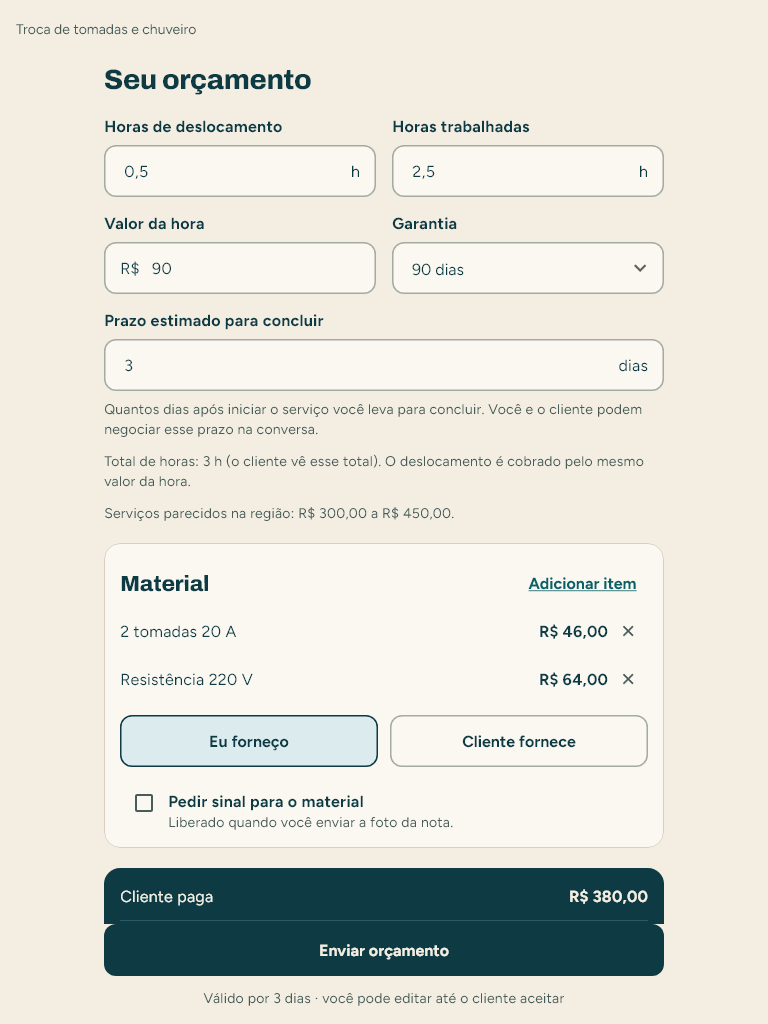 Troca de tomadas e chuveiro
Seu orçamento
Horas de deslocamento
Horas trabalhadas
0,5 h
2,5 h
Valor da hora
Garantia
R$ 90
90 dias
Prazo estimado para concluir
3 dias
Quantos dias após iniciar o serviço você leva para concluir. Você e o cliente podem
negociar esse prazo na conversa.
Total de horas: 3 h (o cliente vê esse total). O deslocamento é cobrado pelo mesmo
valor da hora.
Serviços parecidos na região: R$ 300,00 a R$ 450,00.
Material
Adicionar item
2 tomadas 20 A R$ 46,00 ✕
Resistência 220 V R$ 64,00 ✕
Eu forneço
Cliente fornece
Pedir sinal para o material
Liberado quando você enviar a foto da nota.
Cliente paga R$ 380,00
Enviar orçamento
Válido por 3 dias · você pode editar até o cliente aceitar